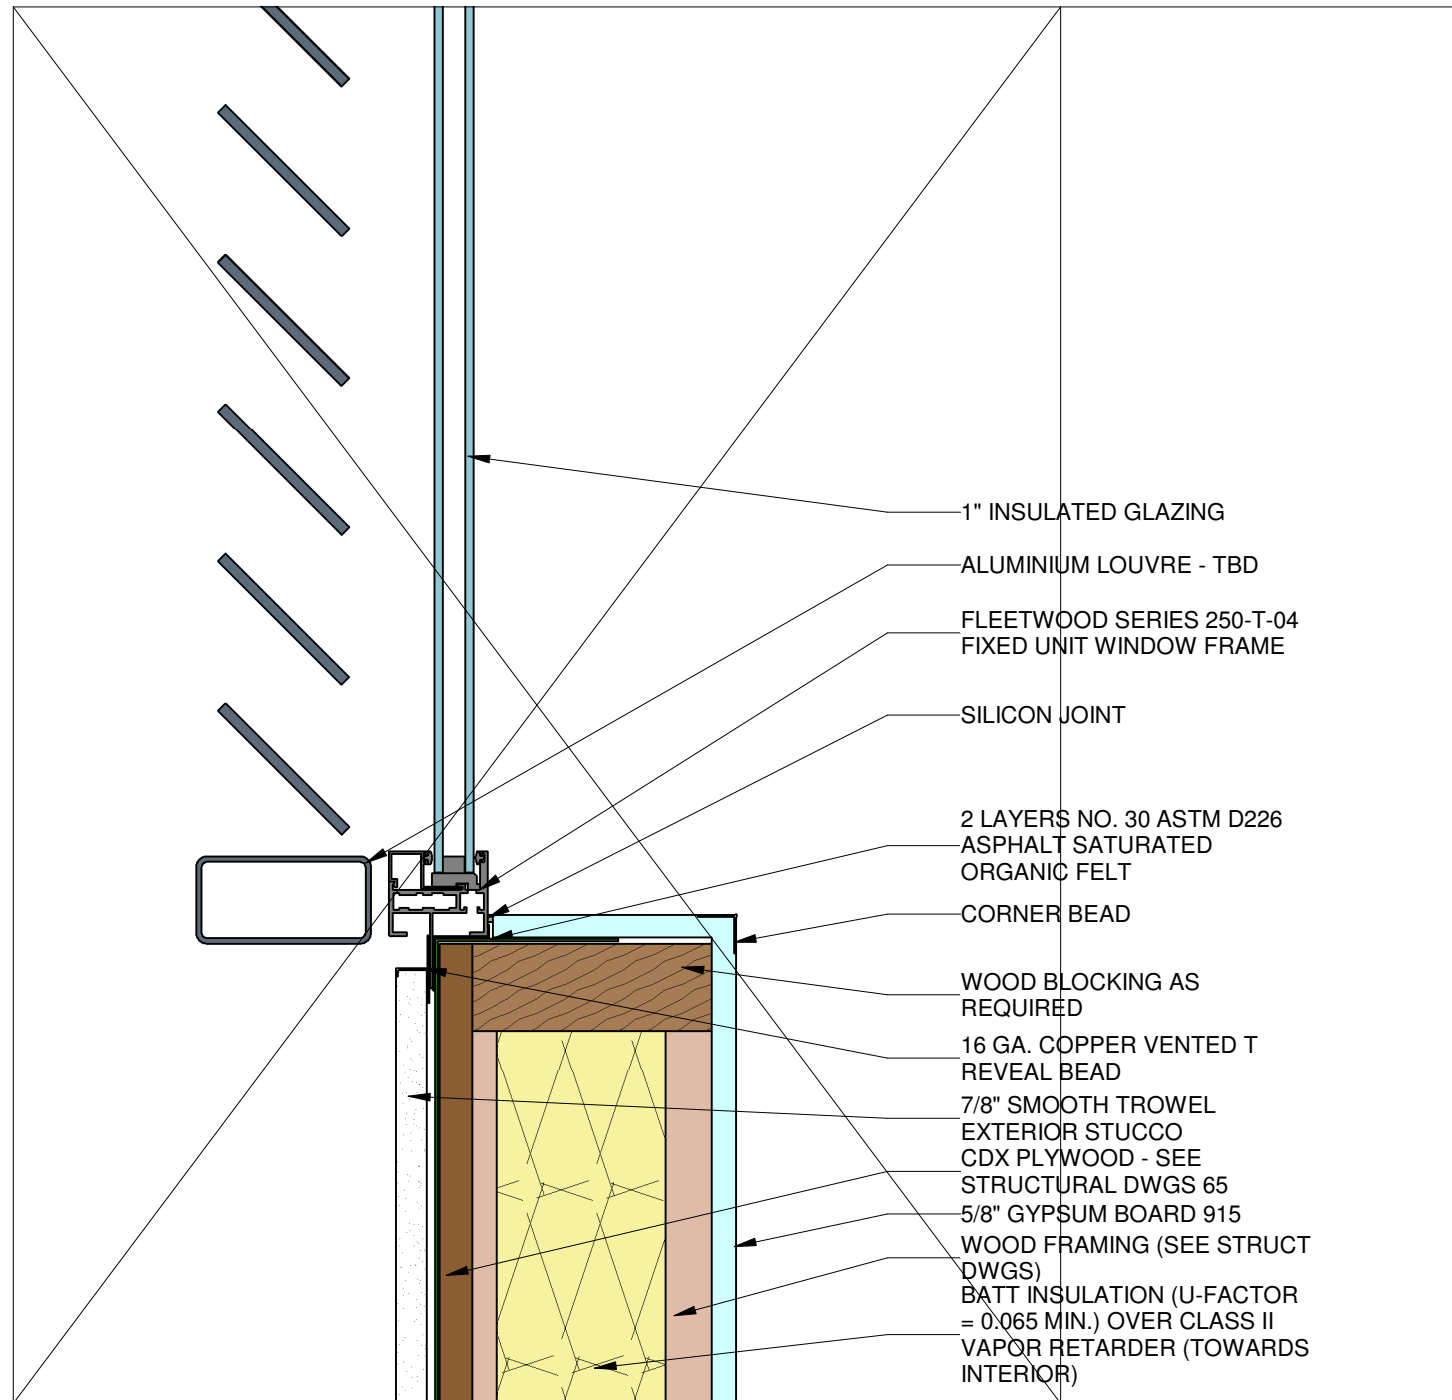 1" INSULATED GLAZING
ALUMINIUM LOUVRE - TBD
FLEETWOOD SERIES 250-T-04
FIXED UNIT WINDOW FRAME
SILICON JOINT
2 LAYERS NO. 30 ASTM D226
ASPHALT SATURATED
ORGANIC FELT
CORNER BEAD
WOOD BLOCKING AS
REQUIRED
16 GA. COPPER VENTED T
REVEAL BEAD
7/8" SMOOTH TROWEL
EXTERIOR STUCCO
CDX PLYWOOD - SEE
STRUCTURAL DWGS 65
5/8" GYPSUM BOARD 915
WOOD FRAMING (SEE STRUCT
DWGS)
BATT INSULATION (U-FACTOR
= 0.065 MIN.) OVER CLASS II
VAPOR RETARDER (TOWARDS
INTERIOR)